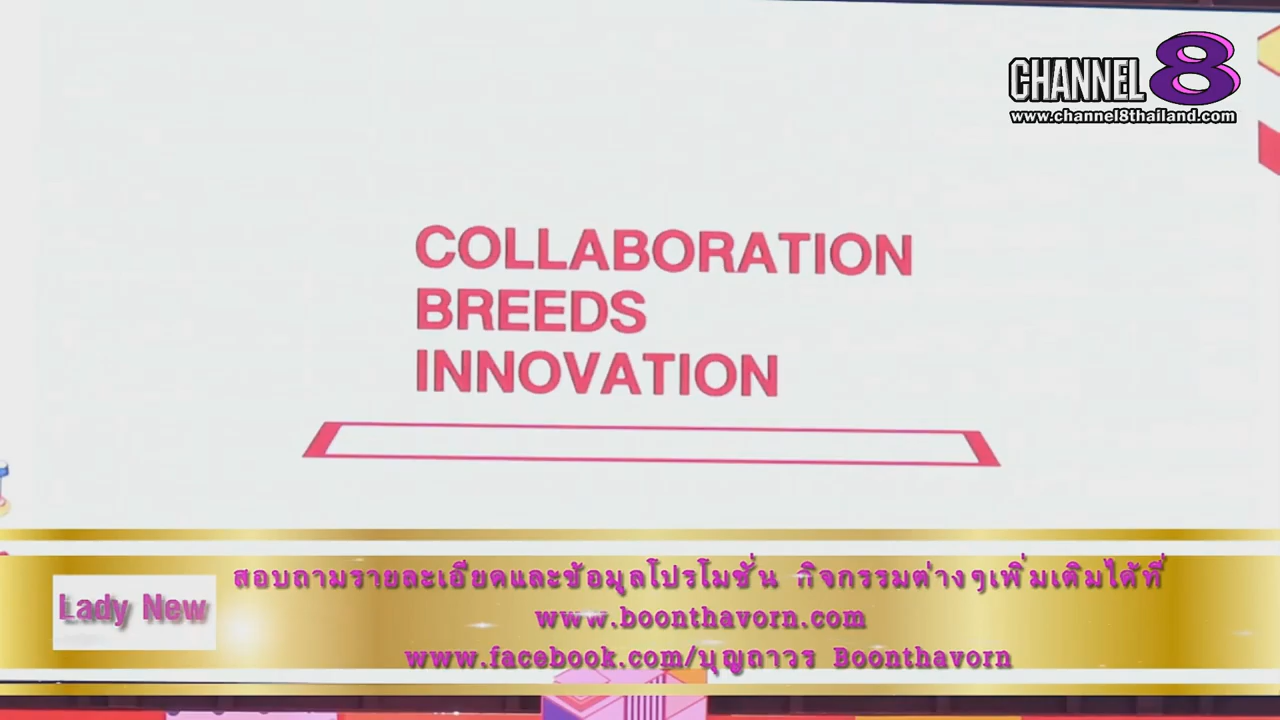 CHANNEL 8
www.channel8thailand.com
COLLABORATION
BREEDS
INNOVATION
Lady New
สอบถามรายละเอียดและข้อมูลโปรโมชั่น กิจกรรมต่างๆเพิ่มเติมได้ที่
www.boonthavorn.com
www.facebook.com/บุญถาวร Boonthavorn